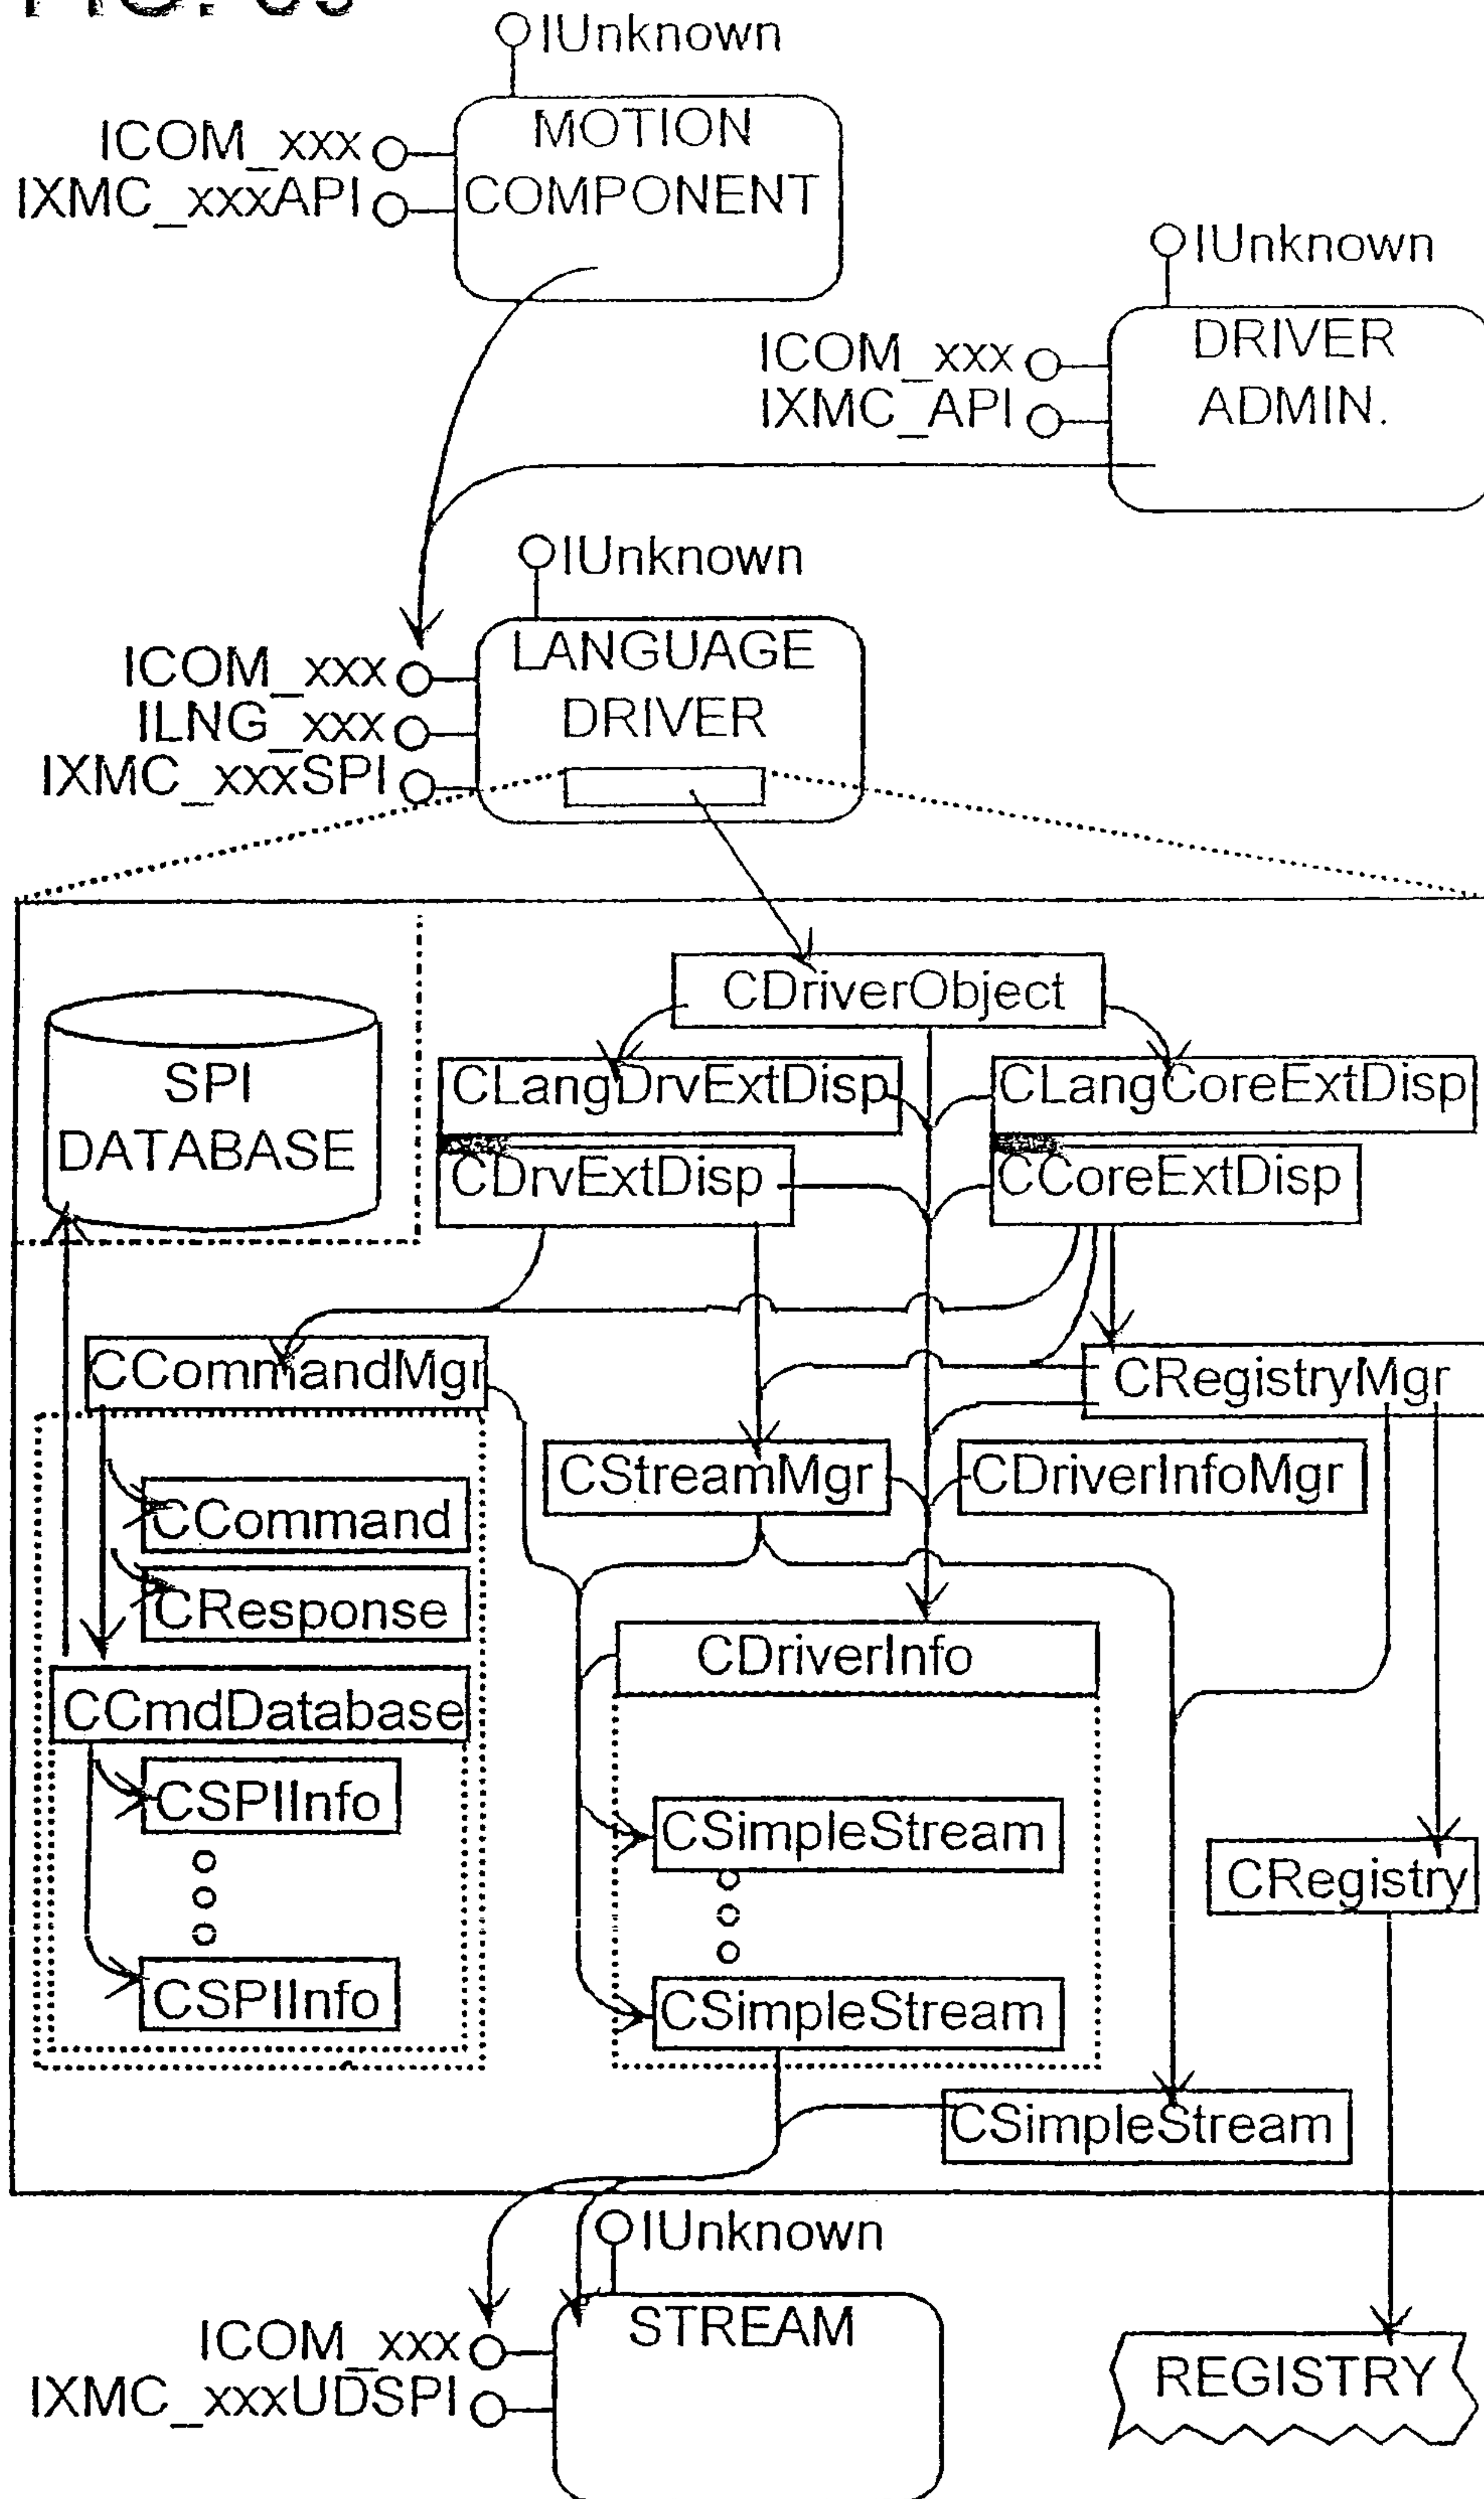 IUnknown
ICOM_xxx
IXMC_xxxAPI
MOTION
COMPONENT
IUnknown
ICOM_xxx
IXMC_API
DRIVER
ADMIN.
IUnknown
ICOM_xxx
ILNG_xxx
IXMC_xxxSPI
LANGUAGE
DRIVER
SPI
DATABASE
CDriverObject
CLangDrvExtDisp
CLangCoreExtDisp
CDrvExtDisp
CCoreExtDisp
CCommandMgr
CRegistryMgr
CStreamMgr
CDriverInfoMgr
CCommand
CResponse
CDriverInfo
CCmdDatabase
CSPIInfo
CSimpleStream
CRegistry
CSPIInfo
CSimpleStream
CSimpleStream
IUnknown
ICOM_xxx
IXMC_xxxUDSPI
STREAM
REGISTRY